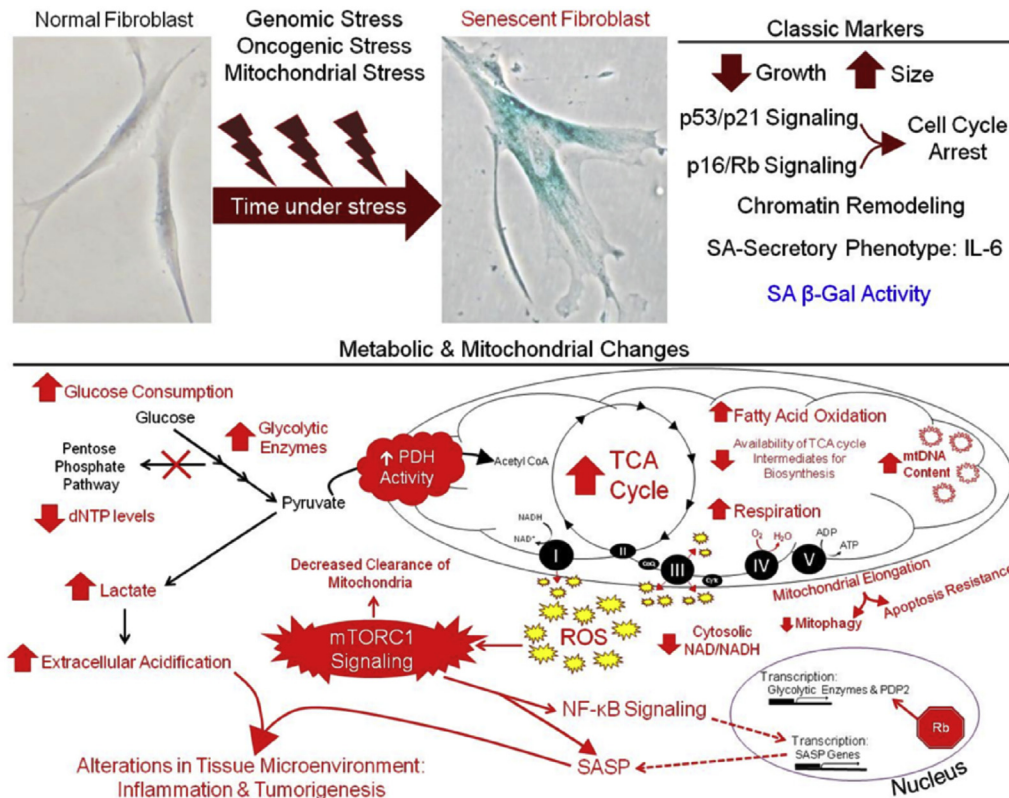 Normal Fibroblast
Genomic Stress
Oncogenic Stress
Mitochondrial Stress
Time under stress
Senescent Fibroblast
Classic Markers
Growth
Size
p53/p21 Signaling
p16/Rb Signaling
Cell Cycle
Arrest
Chromatin Remodeling
SA-Secretory Phenotype: IL-6
SA β-Gal Activity
Metabolic & Mitochondrial Changes
Glucose Consumption
Glucose
Glycolytic
Enzymes
Pentose
Phosphate
Pathway
Pyruvate
dNTP levels
Lactate
Extracellular Acidification
↑ PDH
Activity
Acetyl CoA
TCA
Cycle
Fatty Acid Oxidation
Availability of TCA cycle
Intermediates for
Biosynthesis
mtDNA
Content
Respiration
NADH
NAD⁺
I
II
CoQ
III
Cytc
O₂
H₂O
IV
V
ADP
ATP
Mitochondrial Elongation
Mitophagy
Apoptosis Resistance
Decreased Clearance of
Mitochondria
mTORC1
Signaling
ROS
Cytosolic
NAD/NADH
NF-κB Signaling
SASP
Alterations in Tissue Microenvironment:
Inflammation & Tumorigenesis
Transcription:
Glycolytic Enzymes & PDP2
Rb
Transcription:
SASP Genes
Nucleus